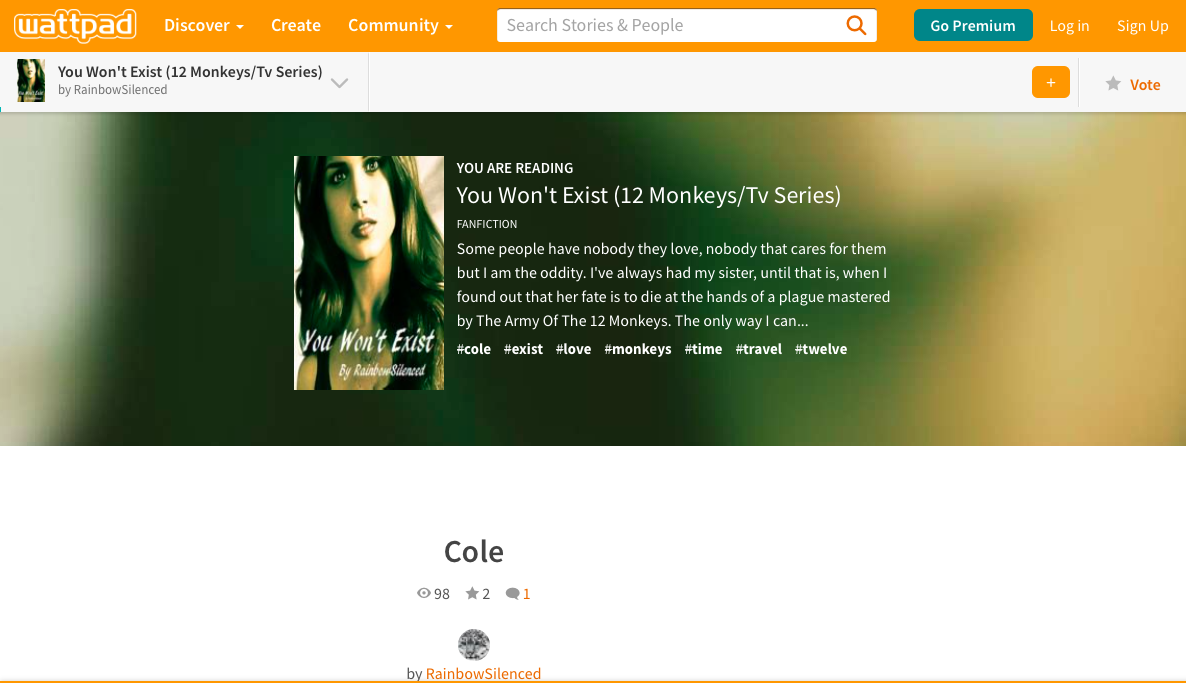 wattpad Discover Create Community Search Stories & People Go Premium Log in Sign Up
You Won't Exist (12 Monkeys/Tv Series)
by RainbowSilenced
+ Vote
YOU ARE READING
You Won't Exist (12 Monkeys/Tv Series)
FANFICTION
Some people have nobody they love, nobody that cares for them
but I am the oddity. I've always had my sister, until that is, when I
found out that her fate is to die at the hands of a plague mastered
by The Army Of The 12 Monkeys. The only way I can...
#cole #exist #love #monkeys #time #travel #twelve
You Won't Exist
By RainbowSilenced
Cole
98 2 1
by RainbowSilenced